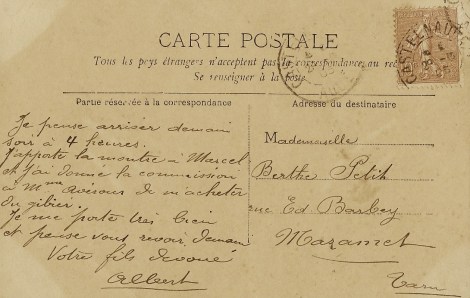 CARTE POSTALE
Tous les pays étrangers n'acceptent pas la correspondance au recto
Se renseigner à la poste
Partie réservée à la correspondance
Adresse du destinataire
CASTELNAUDARY
Je pense arriver demain
soir à 4 heures.
J'apporte la montre à Marcel
et j'ai donné la commission
à Mme de m'acheter
du gibier.
Je me porte très bien
et pense vous revoir demain
Votre fils dévoué
Albert
Mademoiselle
Berthe Petit
rue Ed. Barbey
Mazamet
Tarn